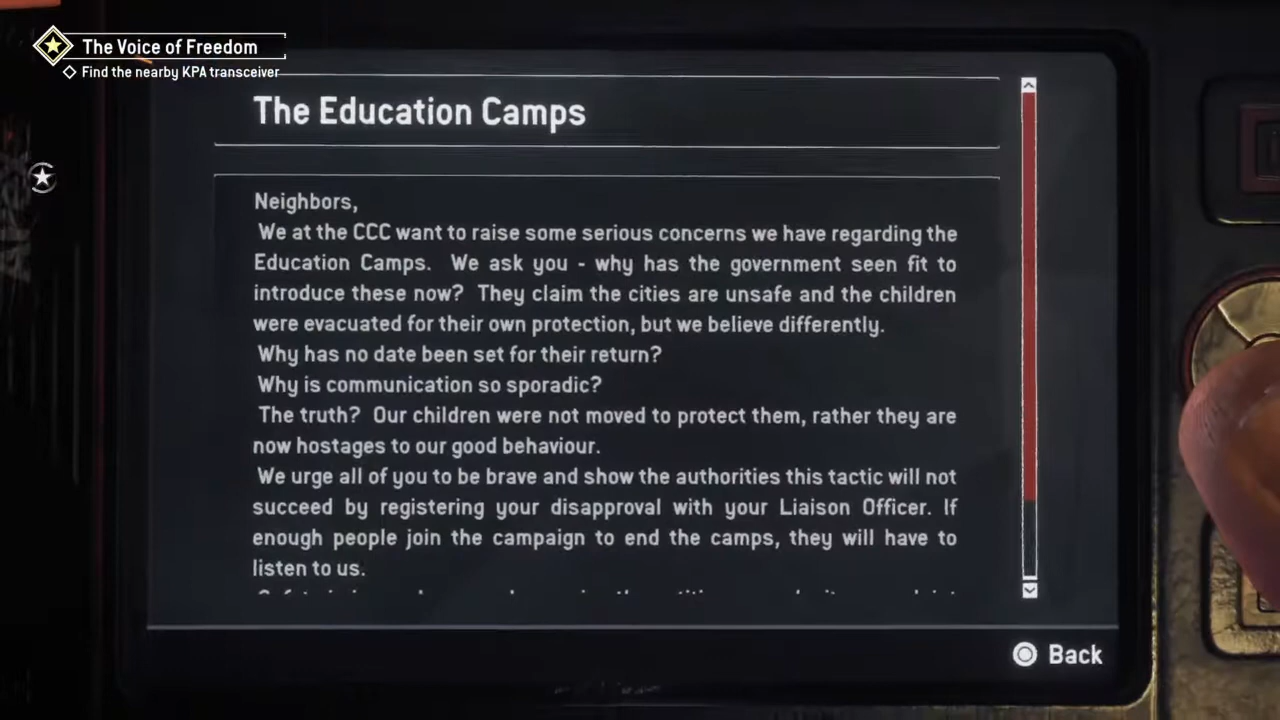 The Voice of Freedom
Find the nearby KPA transceiver
The Education Camps
Neighbors,
We at the CCC want to raise some serious concerns we have regarding the
Education Camps. We ask you - why has the government seen fit to
introduce these now? They claim the cities are unsafe and the children
were evacuated for their own protection, but we believe differently.
Why has no date been set for their return?
Why is communication so sporadic?
The truth? Our children were not moved to protect them, rather they are
now hostages to our good behaviour.
We urge all of you to be brave and show the authorities this tactic will not
succeed by registering your disapproval with your Liaison Officer. If
enough people join the campaign to end the camps, they will have to
listen to us.
Back